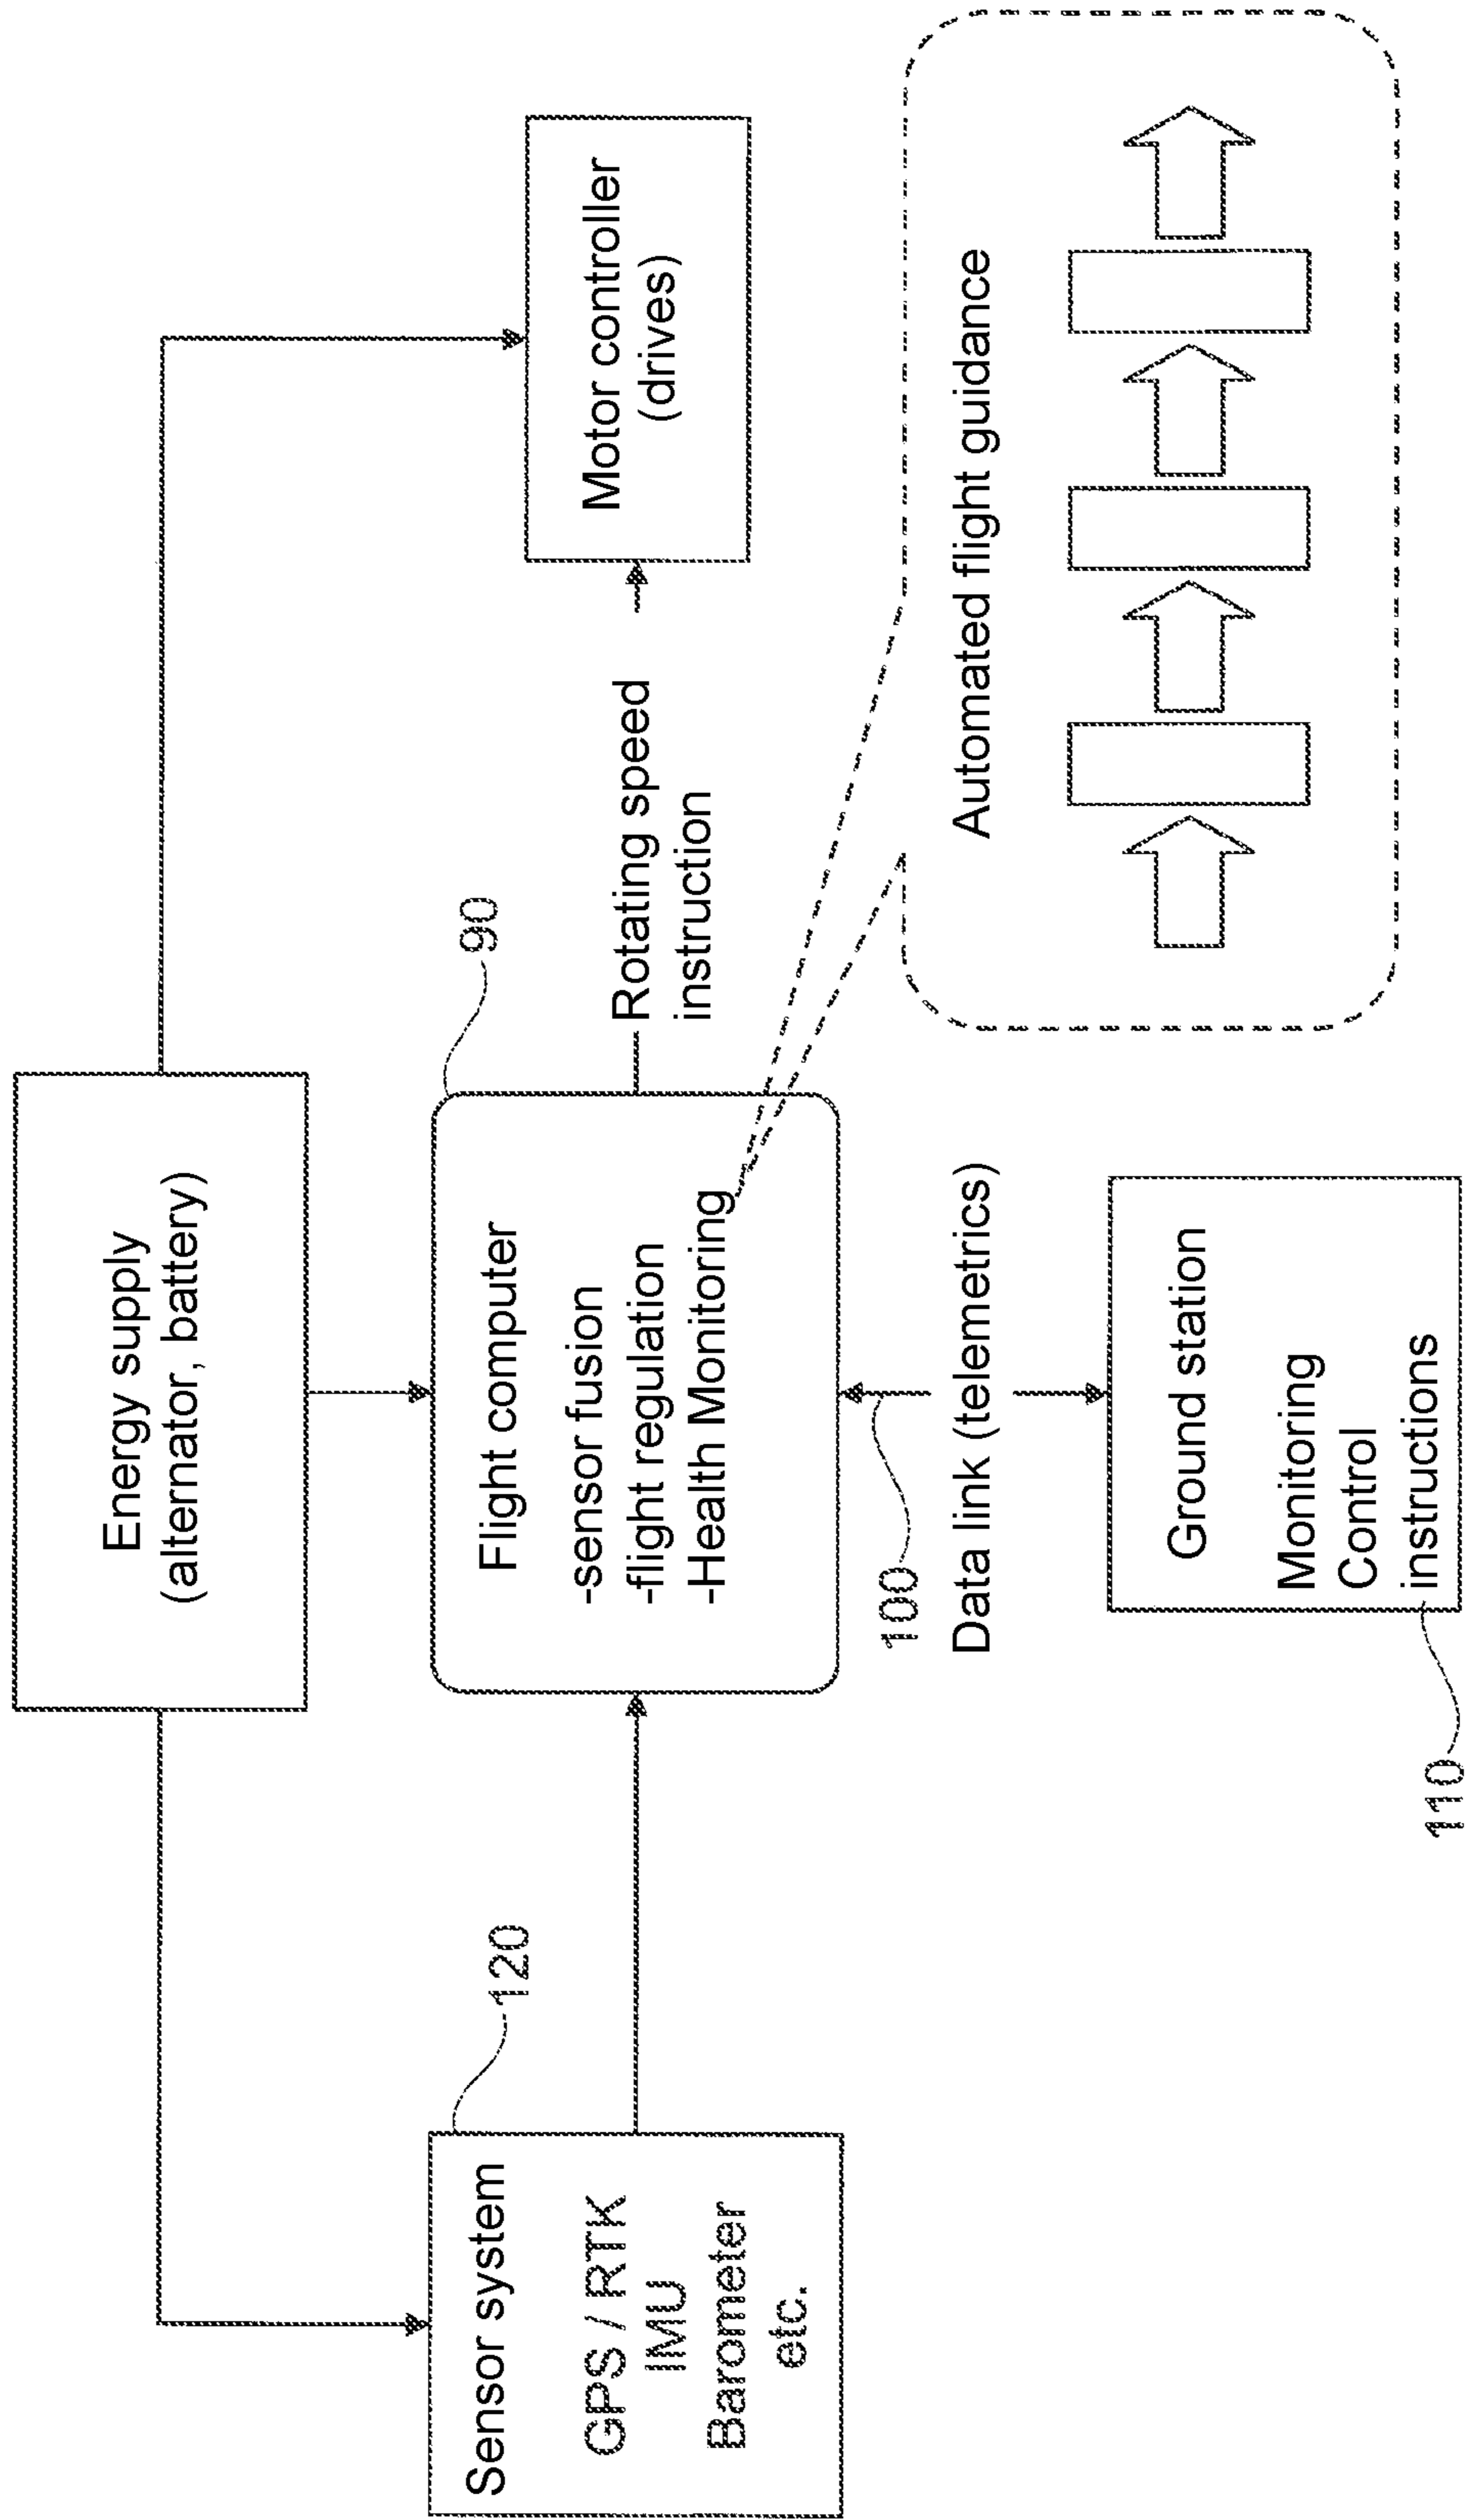 Energy supply
(alternator, battery)
120
90
Sensor system
GPS / RTK
IMU
Barometer
etc.
Flight computer
-sensor fusion
-flight regulation
-Health Monitoring
Rotating speed
instruction
Motor controller
(drives)
100
Data link (telemetrics)
Automated flight guidance
110
Ground station
Monitoring
Control
instructions